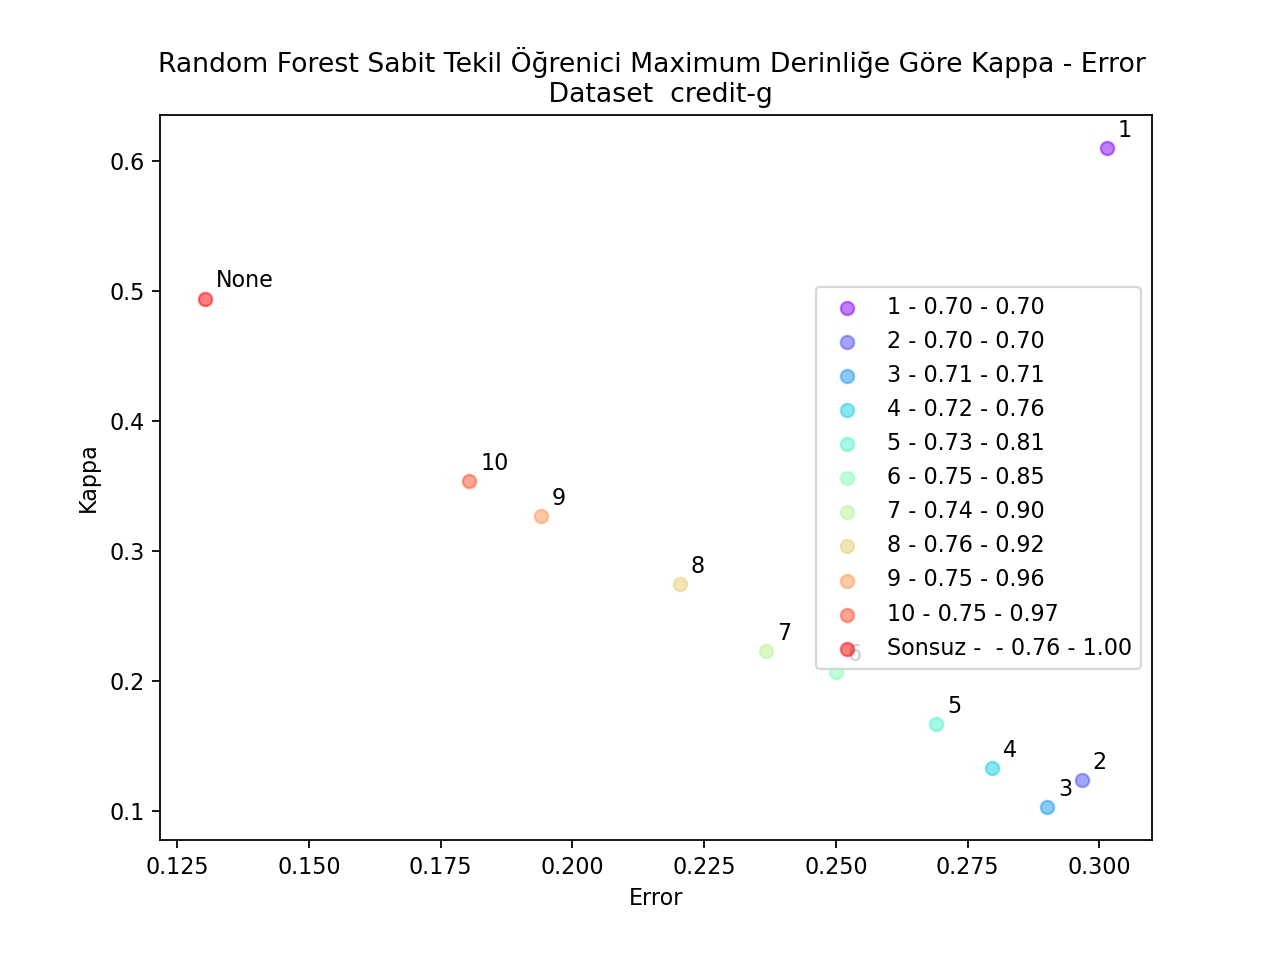 Random Forest Sabit Tekil Öğrenici Maximum Derinliğe Göre Kappa - Error
Dataset  credit-g
0.6
0.5
0.4
0.3
0.2
0.1
Kappa
1
None
10
9
8
7
6
5
4
2
3
1 - 0.70 - 0.70
2 - 0.70 - 0.70
3 - 0.71 - 0.71
4 - 0.72 - 0.76
5 - 0.73 - 0.81
6 - 0.75 - 0.85
7 - 0.74 - 0.90
8 - 0.76 - 0.92
9 - 0.75 - 0.96
10 - 0.75 - 0.97
Sonsuz -  - 0.76 - 1.00
0.125 0.150 0.175 0.200 0.225 0.250 0.275 0.300
Error